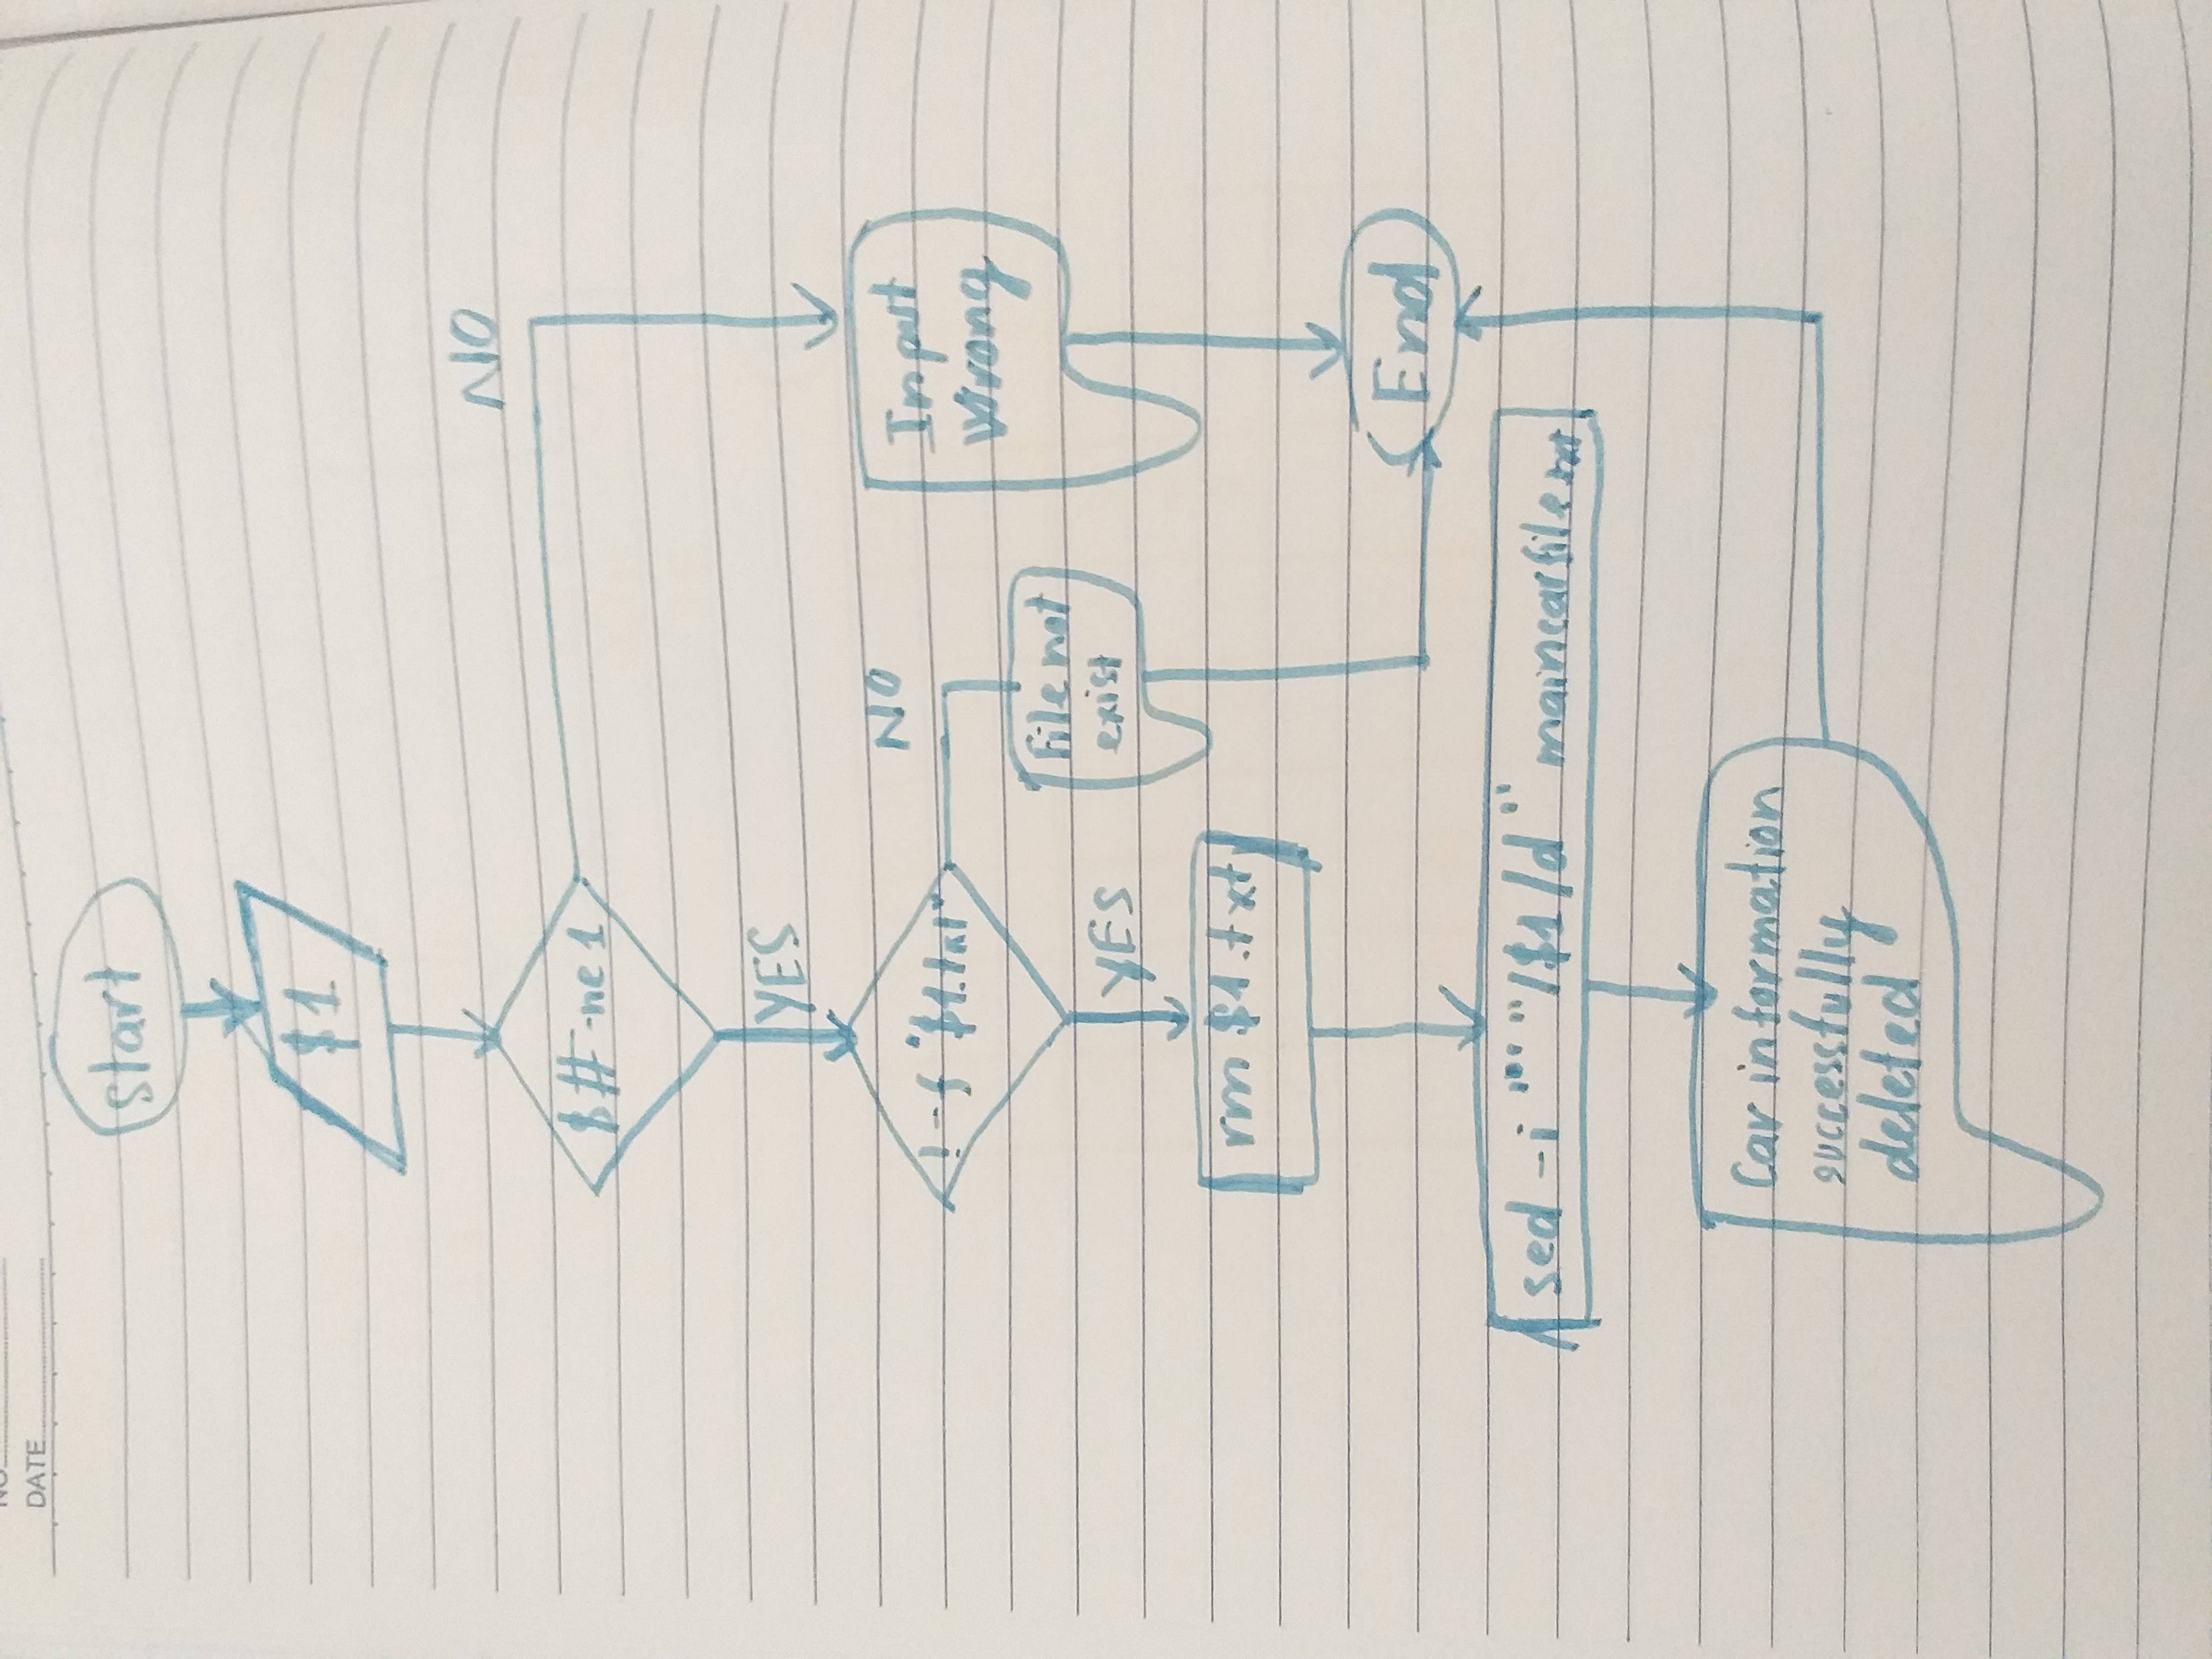 NO
DATE
start
$1
$# -ne 1
NO
YES
! -f "$1.txt"
NO
Input
Wrong
File not
exist
YES
rm $1.txt
End
sed -i "" "/$1/d" maincarfile.txt
Car information
successfully
deleted